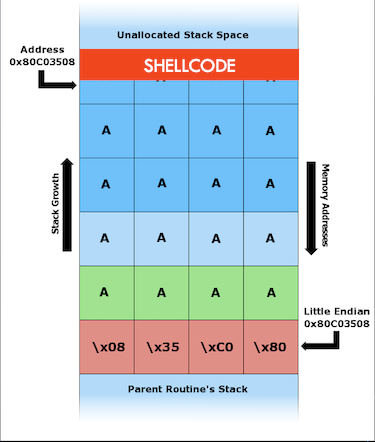 Unallocated Stack Space
Address
0x80C03508
SHELLCODE
A A A A
Stack Growth
A A A A
Memory Addresses
A A A A
A A A A
Little Endian
0x80C03508
\x08 \x35 \xC0 \x80
Parent Routine's Stack